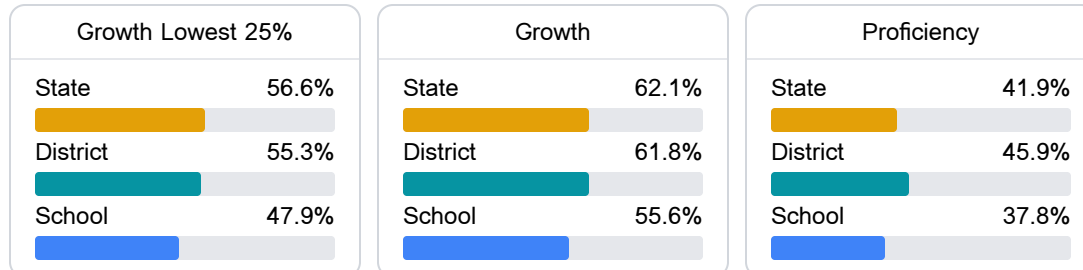 Growth Lowest 25%
State 56.6%
District 55.3%
School 47.9%
Growth
State 62.1%
District 61.8%
School 55.6%
Proficiency
State 41.9%
District 45.9%
School 37.8%